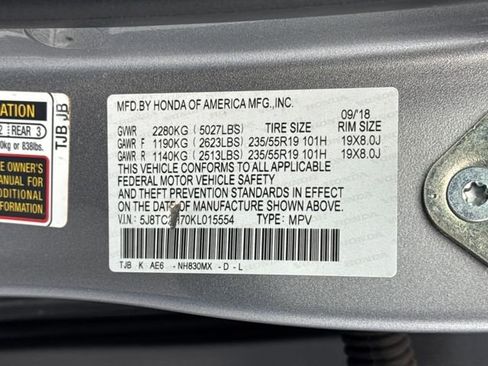 ATION
2 REAR 3
0kg or 838lbs.
E OWNER'S
MANUAL FOR
ADDITIONAL
ORMATION
TJB JB
MFD.BY HONDA OF AMERICA MFG.,INC.
09/'18
GVWR 2280KG (5027LBS) TIRE SIZE RIM SIZE
GAWR F 1190KG (2623LBS) 235/55R19 101H 19X8.0J
GAWR R 1140KG (2513LBS) 235/55R19 101H 19X8.0J
THIS VEHICLE CONFORMS TO ALL APPLICABLE
FEDERAL MOTOR VEHICLE SAFETY
AND THEFT PREVENTION STANDARDS IN EFFECT
ON THE DATE OF MANUFACTURE SHOWN ABOVE.
V.I.N.: TYPE: MPV
TJB K AE6 -NH830MX -D -L